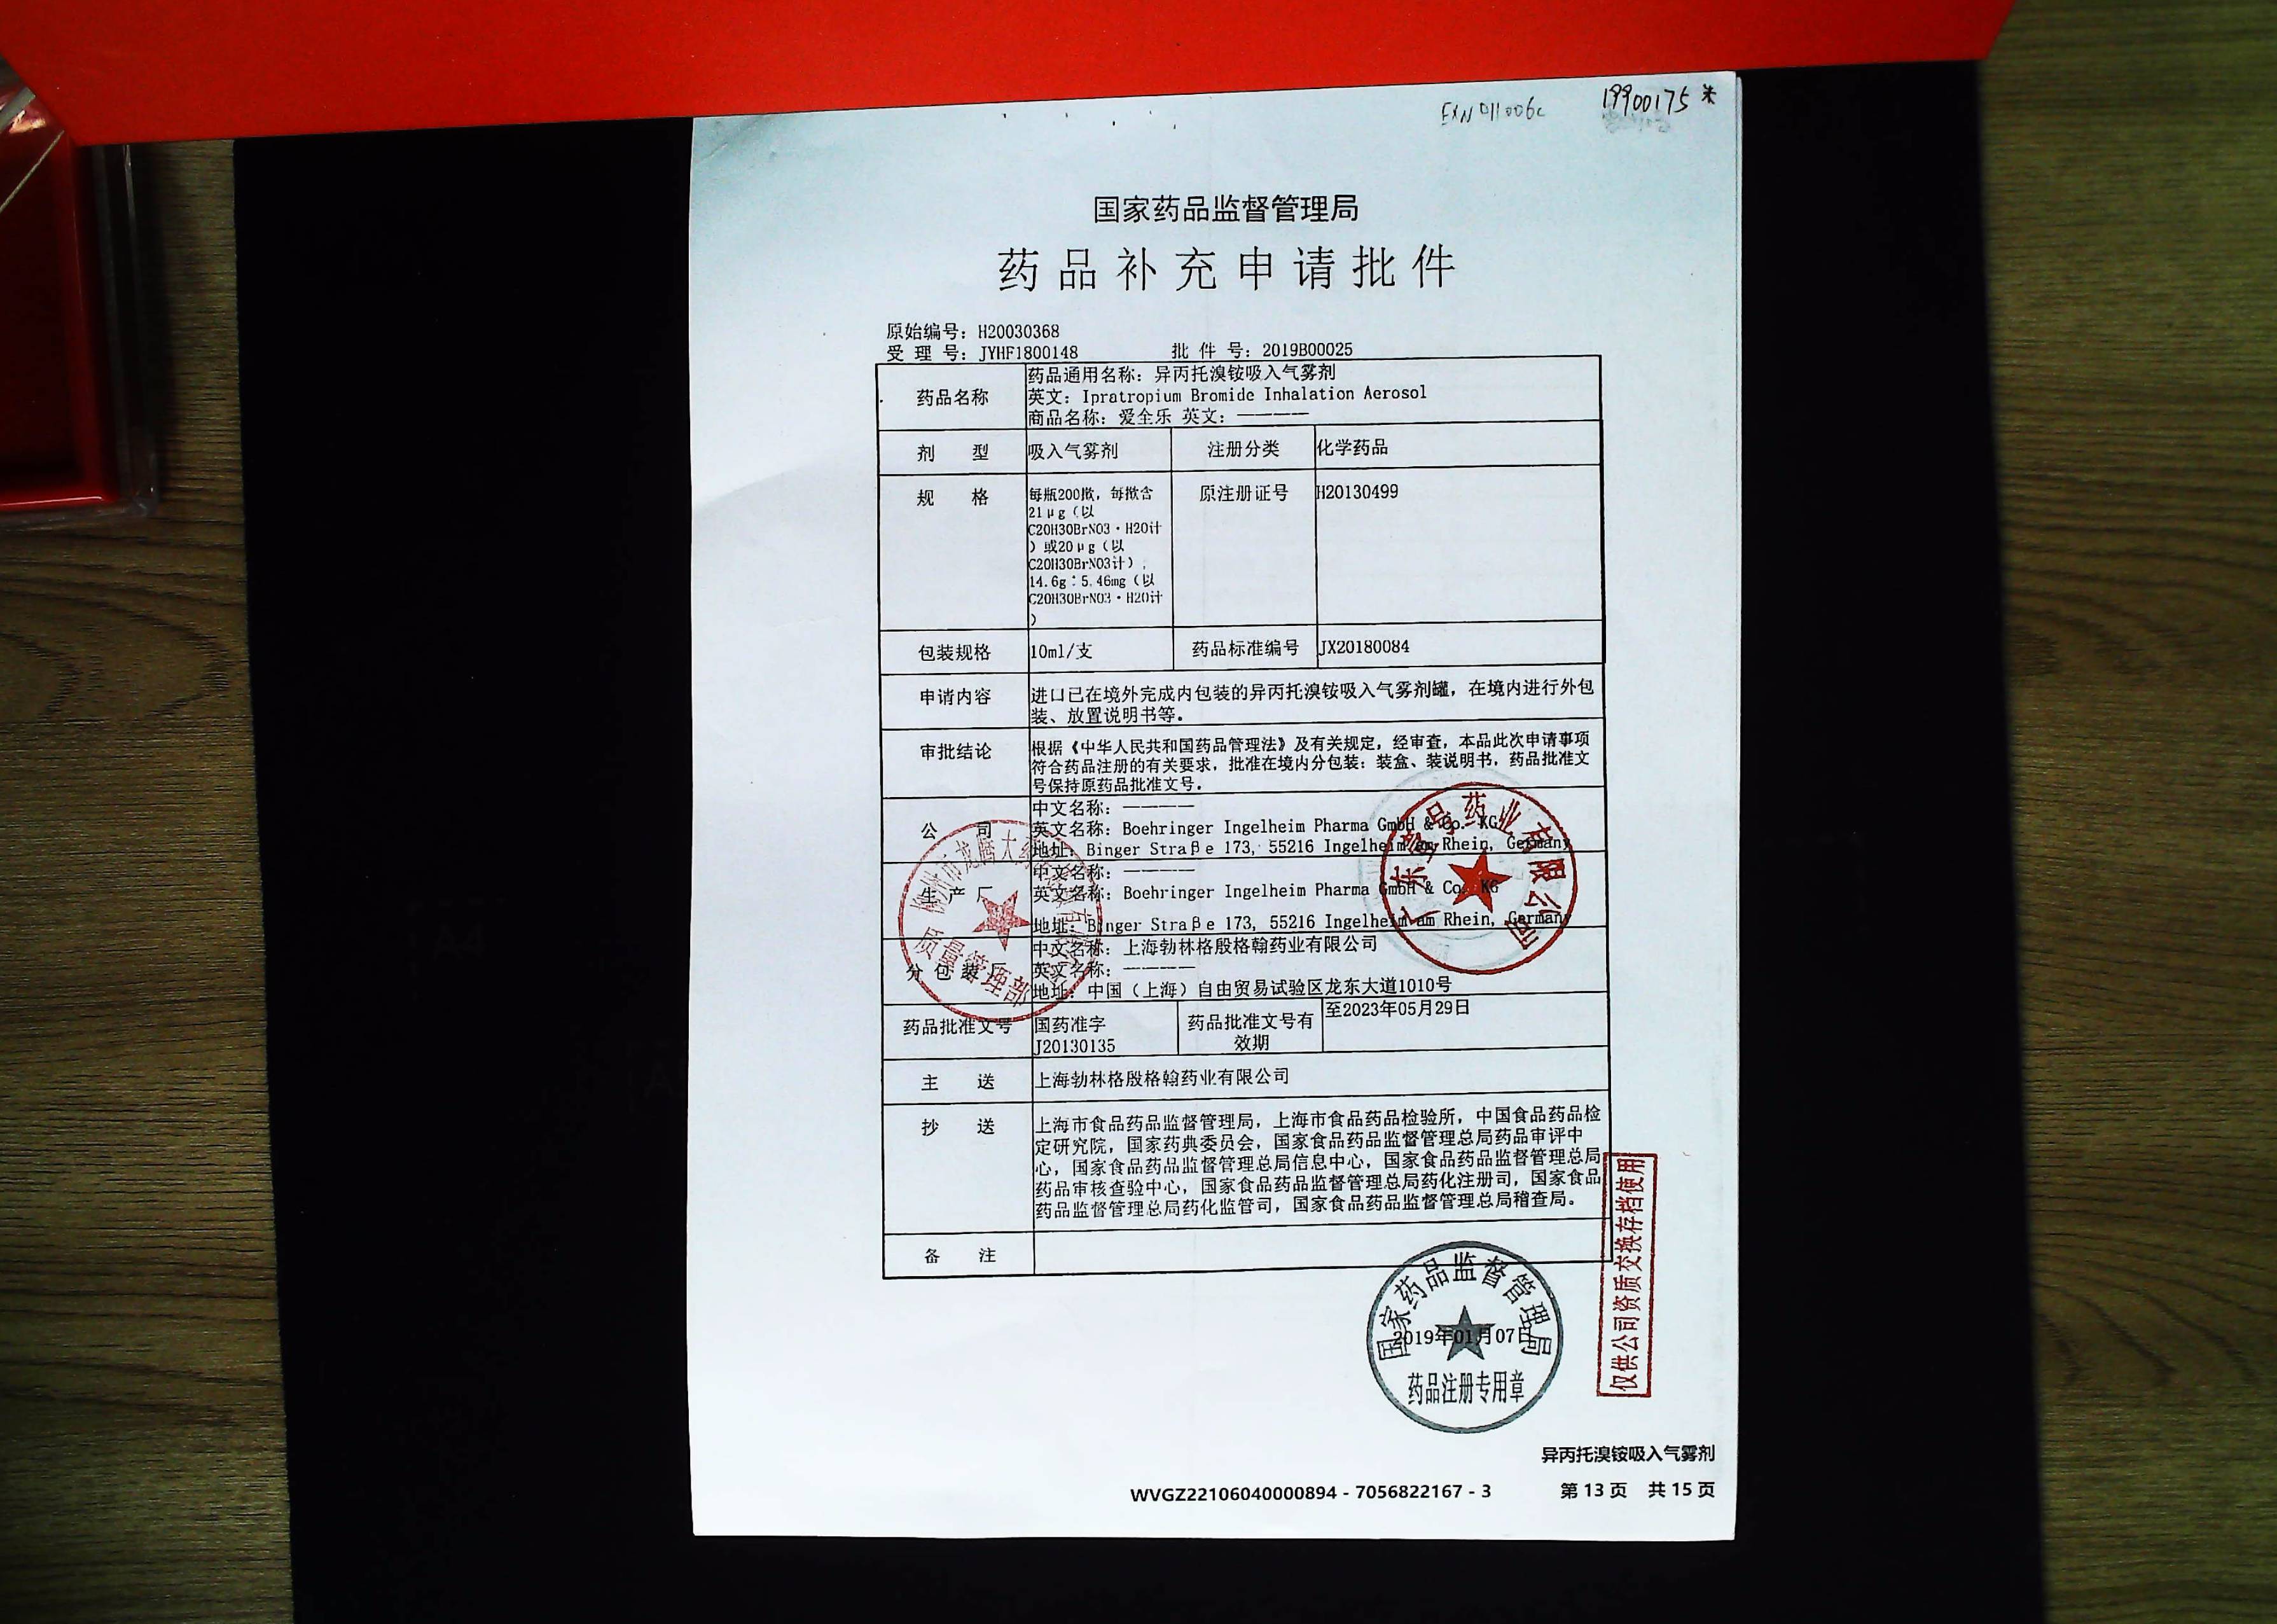 EXN011006c
19900175 *
国家药品监督管理局
药品补充申请批件
原始编号: H20030368
受 理 号: JYHF1800148 批 件 号: 2019B00025
药品名称
药品通用名称: 异丙托溴铵吸入气雾剂
英文: Ipratropium Bromide Inhalation Aerosol
商品名称: 爱全乐 英文: ————
剂 型 吸入气雾剂 注册分类 化学药品
规 格
每瓶200揿, 每揿含
21μg (以
C20H30BrNO3·H2O计
) 或20μg (以
C20H30BrNO3计),
14.6g:5.46mg (以
C20H30BrNO3·H2O计
)
原注册证号 H20130499
包装规格 10ml/支 药品标准编号 JX20180084
申请内容
进口已在境外完成内包装的异丙托溴铵吸入气雾剂罐, 在境内进行外包
装、放置说明书等。
审批结论
根据《中华人民共和国药品管理法》及有关规定, 经审查, 本品此次申请事项
符合药品注册的有关要求, 批准在境内分包装: 装盒、装说明书, 药品批准文
号保持原药品批准文号。
公 司
中文名称: ————
英文名称: Boehringer Ingelheim Pharma GmbH & Co. KG
地址: Binger Straβe 173, 55216 Ingelheim am Rhein, Germany
生 产 厂
中文名称: ————
英文名称: Boehringer Ingelheim Pharma GmbH & Co. KG
地址: Binger Straβe 173, 55216 Ingelheim am Rhein, Germany
分 包 装 厂
中文名称: 上海勃林格殷格翰药业有限公司
英文名称: ————
地址: 中国(上海)自由贸易试验区龙东大道1010号
药品批准文号
国药准字
J20130135
药品批准文号有
效期
至2023年05月29日
主 送 上海勃林格殷格翰药业有限公司
抄 送
上海市食品药品监督管理局, 上海市食品药品检验所, 中国食品药品检
定研究院, 国家药典委员会, 国家食品药品监督管理总局药品审评中
心, 国家食品药品监督管理总局信息中心, 国家食品药品监督管理总局
药品审核查验中心, 国家食品药品监督管理总局药化注册司, 国家食品
药品监督管理总局药化监管司, 国家食品药品监督管理总局稽查局。
备 注
质量管理部
国家药品监督管理局
2019年01月07日
药品注册专用章
仅供公司资质交换存档使用
异丙托溴铵吸入气雾剂
WVGZ22106040000894 - 7056822167 - 3
第 13 页 共 15 页